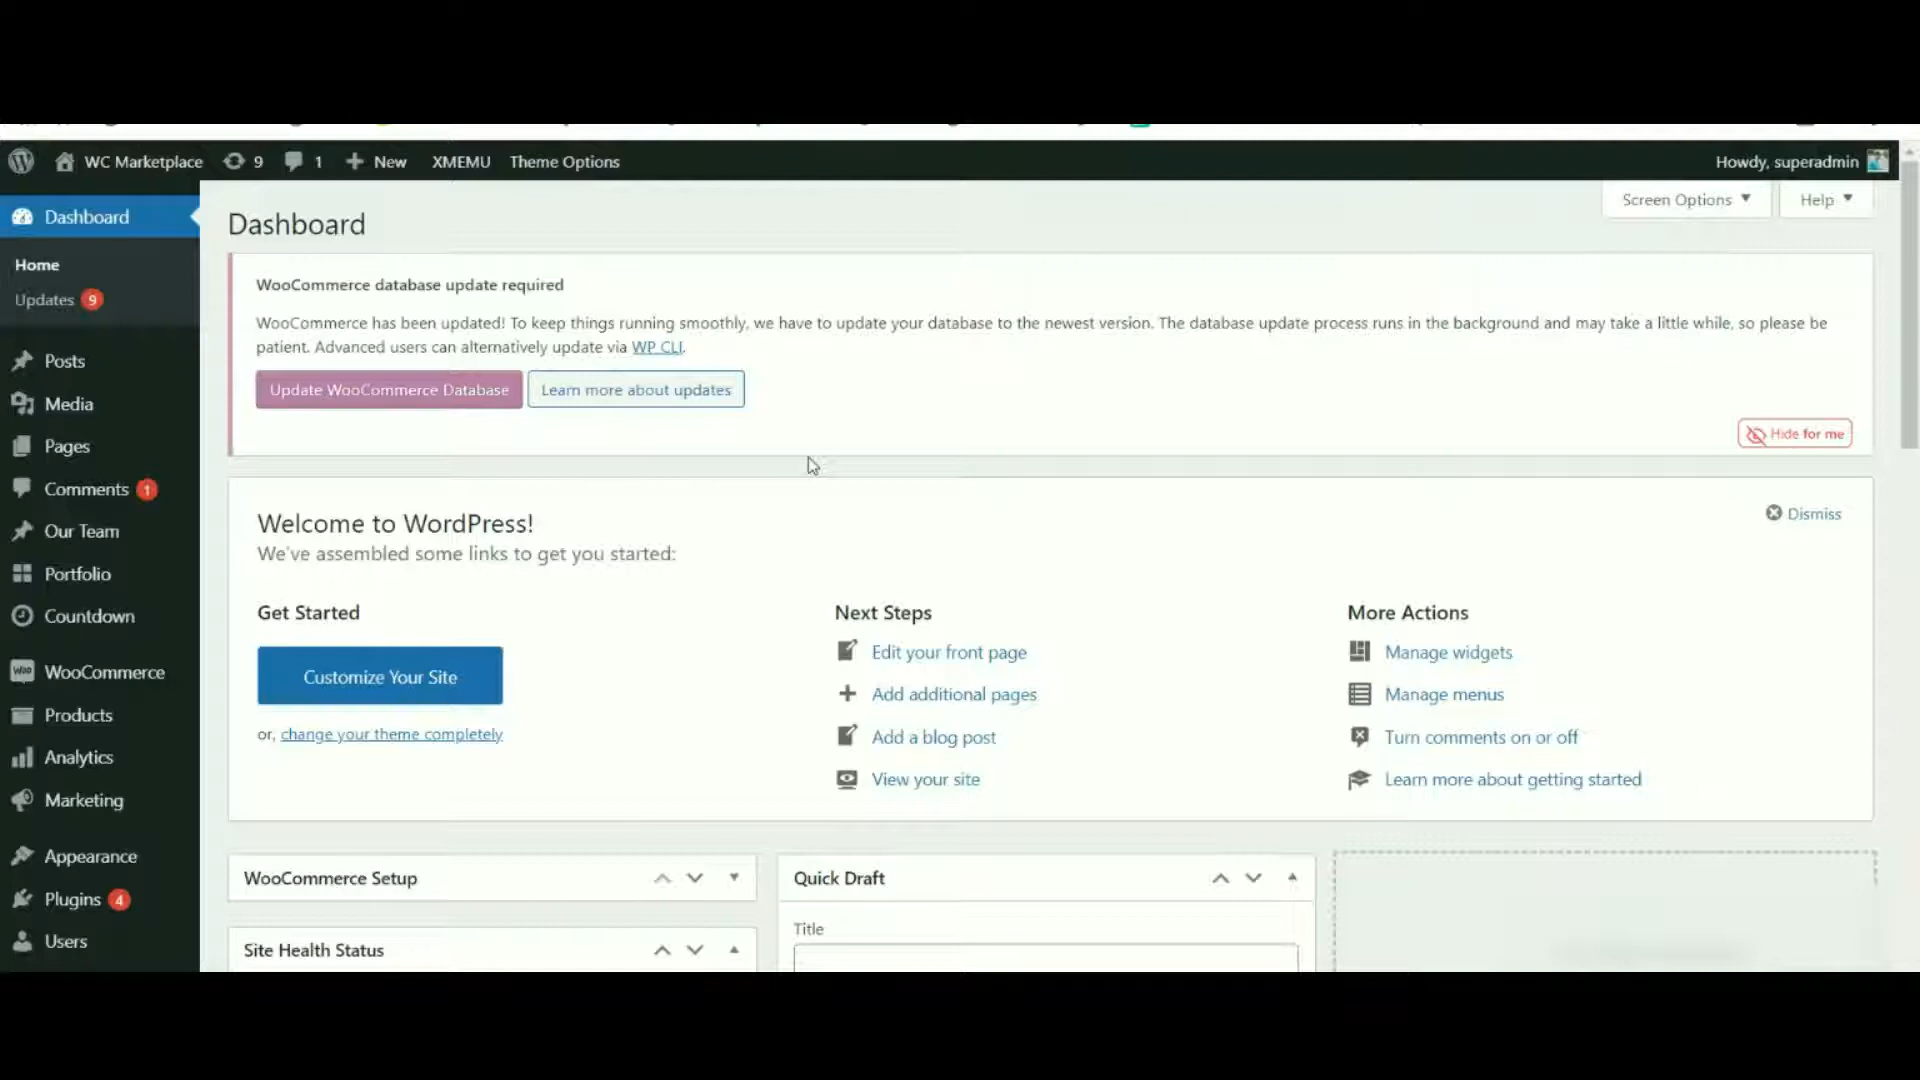 WC Marketplace 9 1 New XMEMU Theme Options Howdy, superadmin
Screen Options Help
Dashboard
Home
Updates 9
Posts
Media
Pages
Comments 1
Our Team
Portfolio
Countdown
Woo WooCommerce
Products
Analytics
Marketing
Appearance
Plugins 4
Users
Dashboard
WooCommerce database update required
WooCommerce has been updated! To keep things running smoothly, we have to update your database to the newest version. The database update process runs in the background and may take a little while, so please be
patient. Advanced users can alternatively update via WP CLI.
Update WooCommerce Database Learn more about updates
Hide for me
Welcome to WordPress!
Dismiss
We've assembled some links to get you started:
Get Started
Customize Your Site
or, change your theme completely
Next Steps
Edit your front page
Add additional pages
Add a blog post
View your site
More Actions
Manage widgets
Manage menus
Turn comments on or off
Learn more about getting started
WooCommerce Setup
Site Health Status
Quick Draft
Title